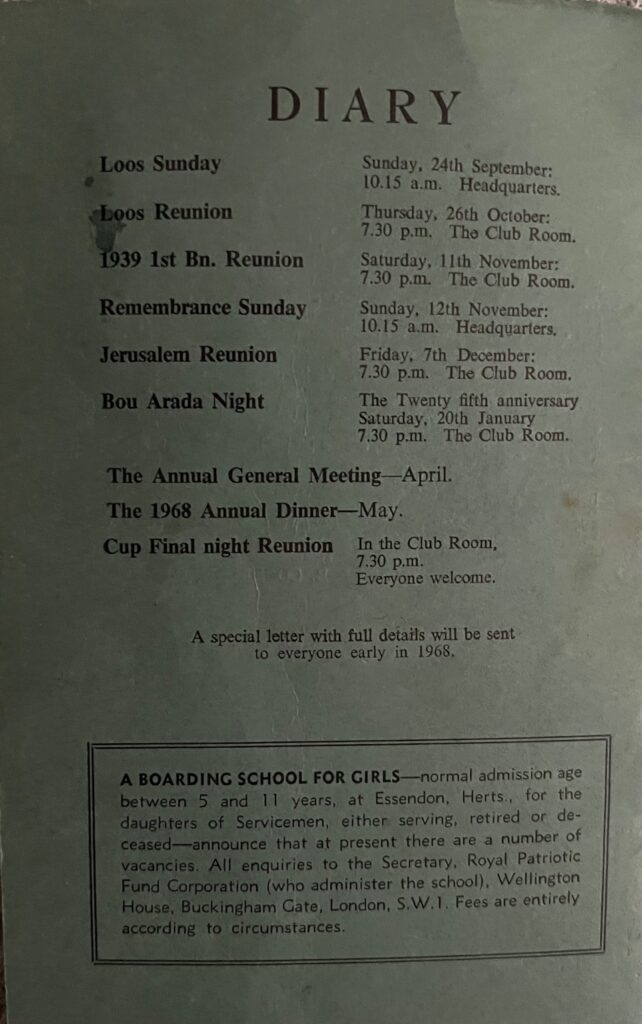 DIARY
Loos Sunday Sunday, 24th September:
10.15 a.m. Headquarters.
Loos Reunion Thursday, 26th October:
7.30 p.m. The Club Room.
1939 1st Bn. Reunion Saturday, 11th November:
7.30 p.m. The Club Room.
Remembrance Sunday Sunday, 12th November:
10.15 a.m. Headquarters.
Jerusalem Reunion Friday, 7th December:
7.30 p.m. The Club Room.
Bou Arada Night The Twenty fifth anniversary
Saturday, 20th January
7.30 p.m. The Club Room.
The Annual General Meeting—April.
The 1968 Annual Dinner—May.
Cup Final night Reunion In the Club Room,
7.30 p.m.
Everyone welcome.
A special letter with full details will be sent
to everyone early in 1968.
A BOARDING SCHOOL FOR GIRLS—normal admission age
between 5 and 11 years, at Essendon, Herts., for the
daughters of Servicemen, either serving, retired or de-
ceased—announce that at present there are a number of
vacancies. All enquiries to the Secretary, Royal Patriotic
Fund Corporation (who administer the school), Wellington
House, Buckingham Gate, London, S.W.1. Fees are entirely
according to circumstances.